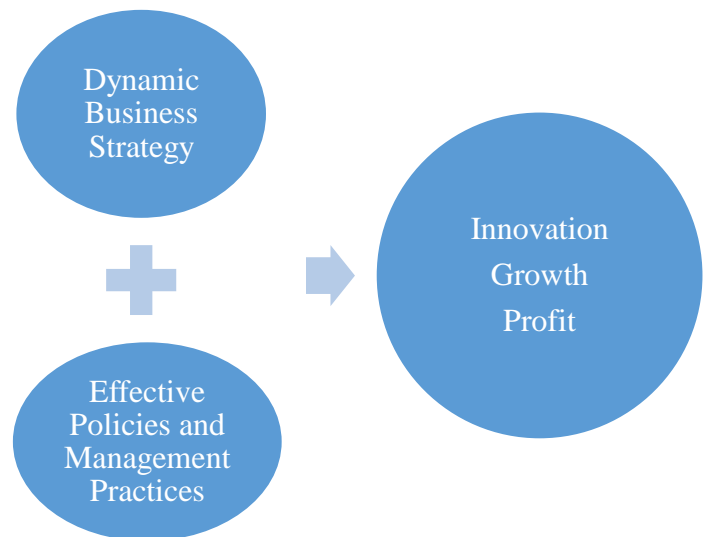 Dynamic
Business
Strategy
Effective
Policies and
Management
Practices
Innovation
Growth
Profit